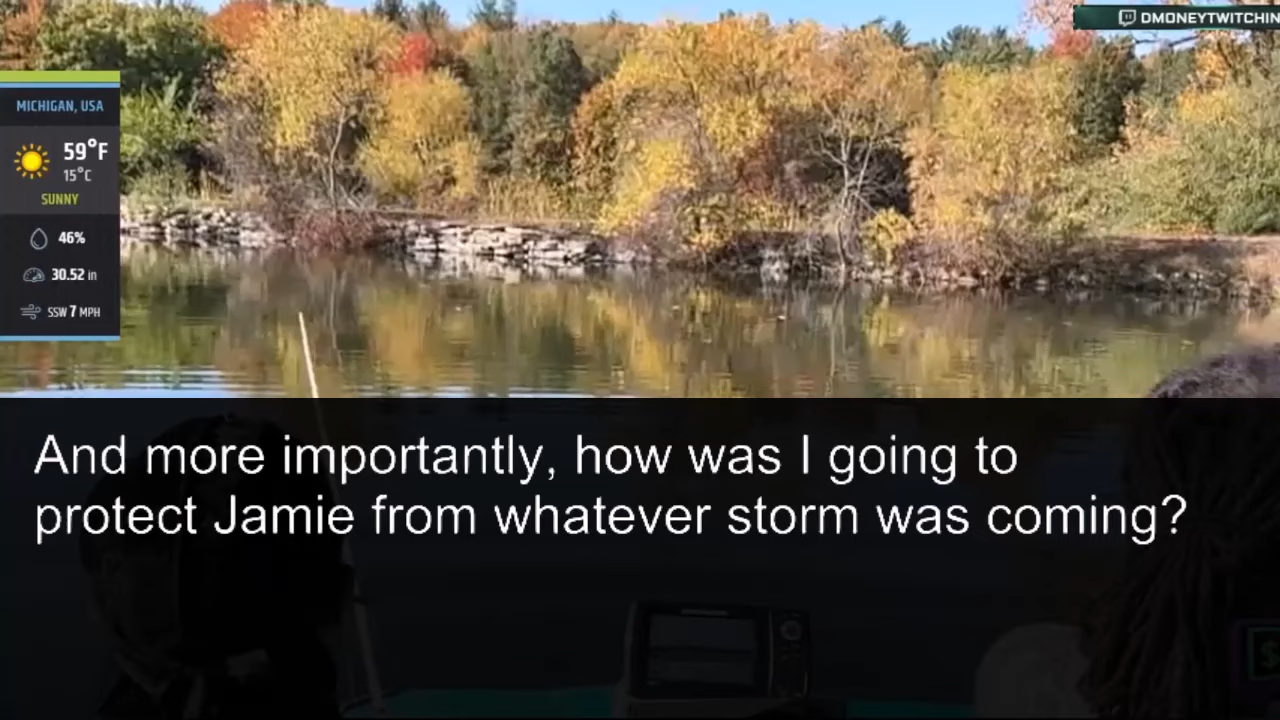 DMONEYTWITCHIN
MICHIGAN, USA
59°F
15°C
SUNNY
46%
30.52 in
SSW 7 MPH
And more importantly, how was I going to
protect Jamie from whatever storm was coming?
$